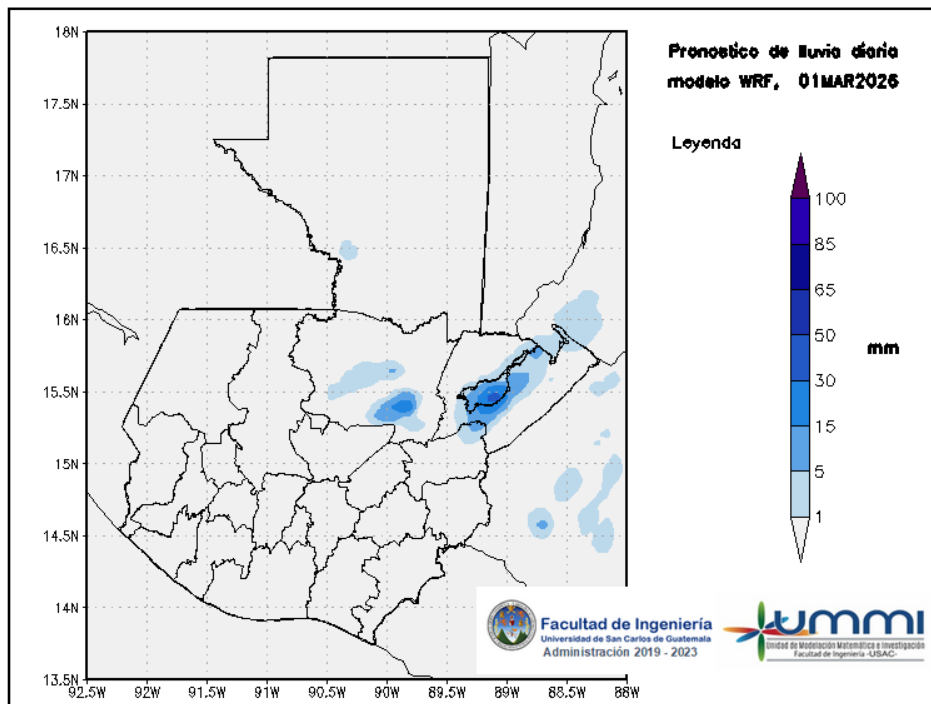 18N
17.5N
17N
16.5N
16N
15.5N
15N
14.5N
14N
13.5N
92.5W
92W
91.5W
91W
90.5W
90W
89.5W
89W
88.5W
88W
Pronostico de lluvia diaria
modelo WRF, 01MAR2026
Leyenda
100
85
65
50
30
15
5
1
mm
Facultad de Ingeniería
Universidad de San Carlos de Guatemala
Administración 2019 - 2023
UMMI
Unidad de Modelación Matemática e Investigación
Facultad de Ingeniería -USAC-